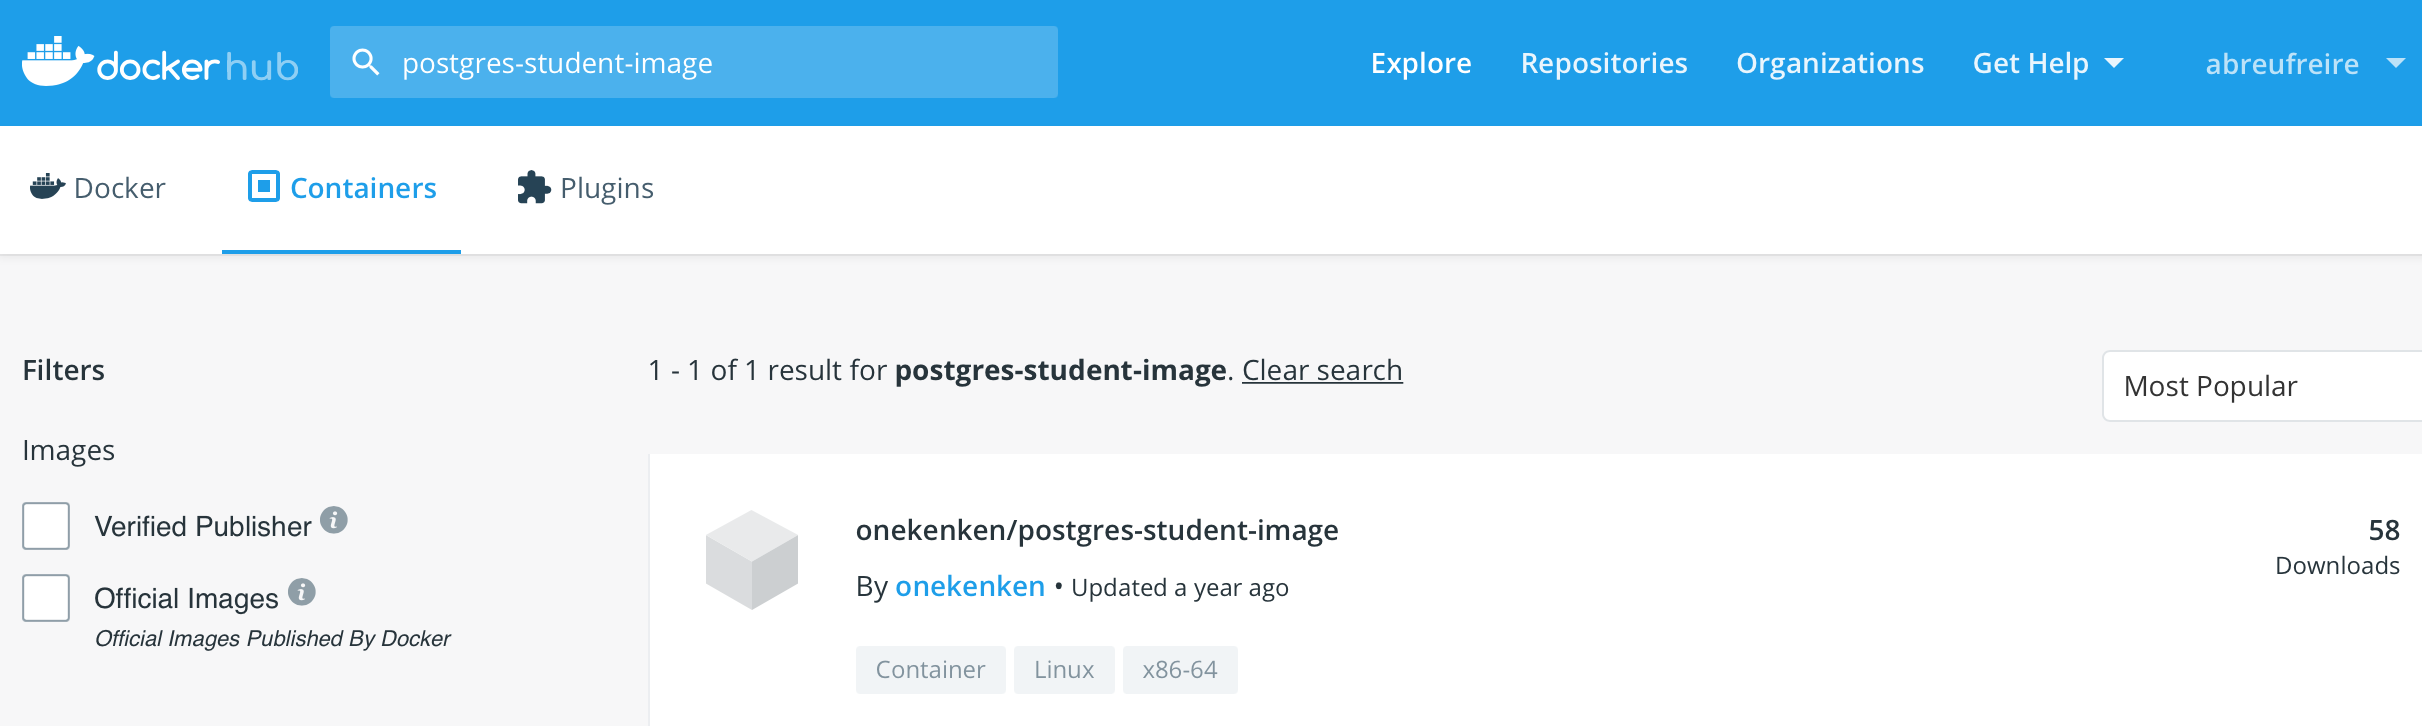 docker hub
postgres-student-image
Explore Repositories Organizations Get Help abreufreire
Docker Containers Plugins
Filters
1 - 1 of 1 result for postgres-student-image. Clear search
Most Popular
Images
Verified Publisher i
Official Images i
Official Images Published By Docker
onekenken/postgres-student-image
58
Downloads
By onekenken • Updated a year ago
Container Linux x86-64